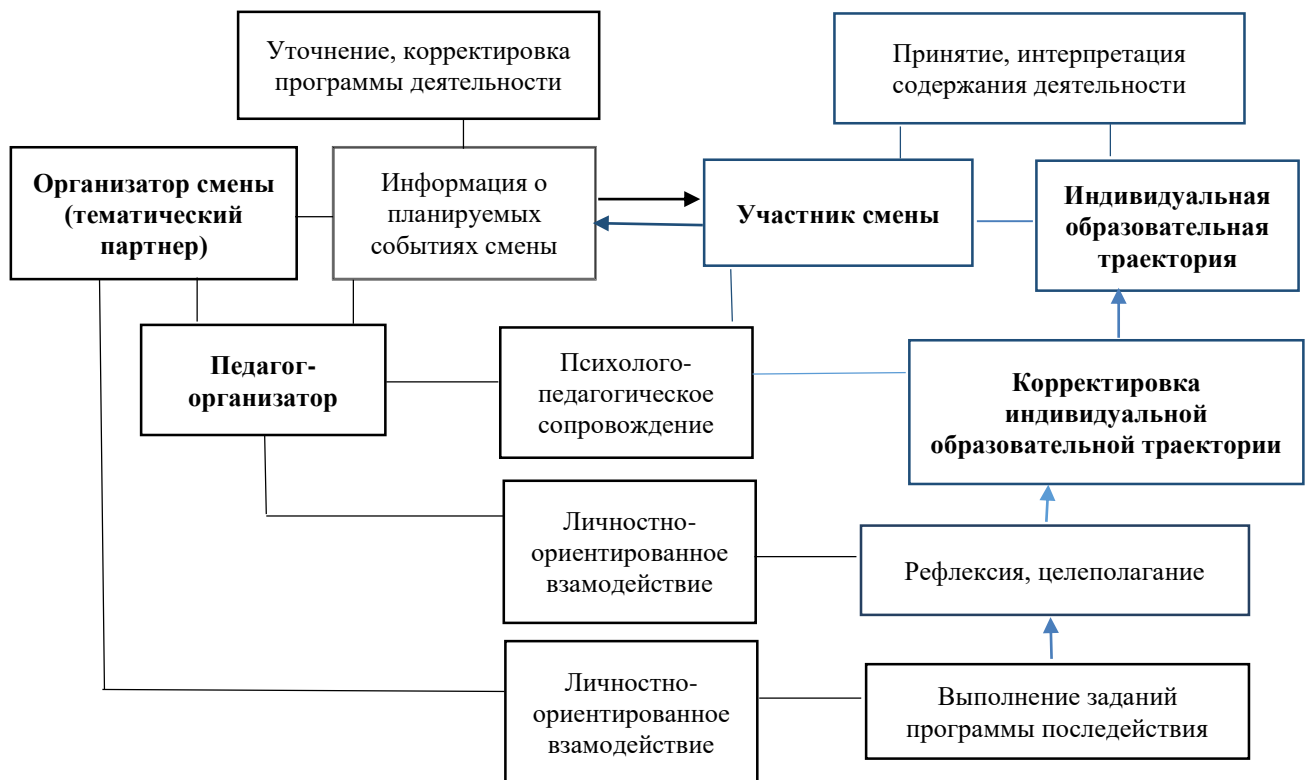 Уточнение, корректировка
программы деятельности
Принятие, интерпретация
содержания деятельности
Организатор смены
(тематический
партнер)
Информация о
планируемых
событиях смены
Участник смены
Индивидуальная
образовательная
траектория
Педагог-
организатор
Психолого-
педагогическое
сопровождение
Корректировка
индивидуальной
образовательной траектории
Личностно-
ориентированное
взамодействие
Рефлексия, целеполагание
Личностно-
ориентированное
взамодействие
Выполнение заданий
программы последействия